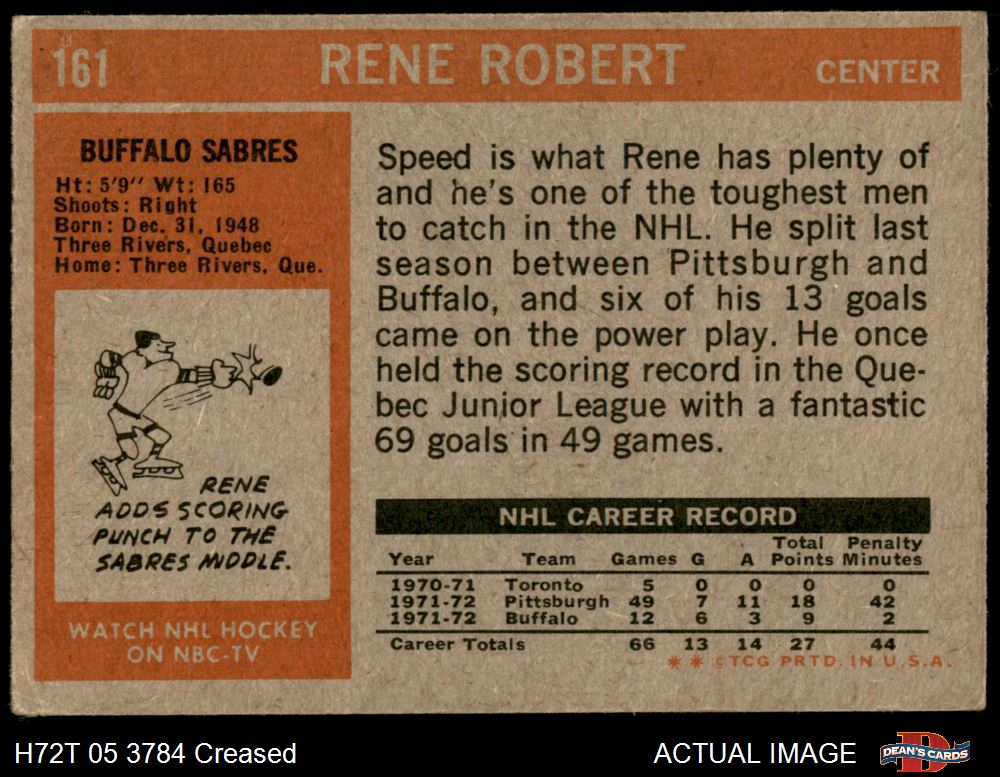 161 RENE ROBERT CENTER
BUFFALO SABRES
Ht: 5'9" Wt: 165
Shoots: Right
Born: Dec. 31, 1948
Three Rivers, Quebec
Home: Three Rivers, Que.
RENE
ADDS SCORING
PUNCH TO THE
SABRES MIDDLE.
WATCH NHL HOCKEY
ON NBC-TV
Speed is what Rene has plenty of
and he's one of the toughest men
to catch in the NHL. He split last
season between Pittsburgh and
Buffalo, and six of his 13 goals
came on the power play. He once
held the scoring record in the Que-
bec Junior League with a fantastic
69 goals in 49 games.
NHL CAREER RECORD
Year Team Games G A Total Points Penalty Minutes
1970-71 Toronto 5 0 0 0 0
1971-72 Pittsburgh 49 7 11 18 42
1971-72 Buffalo 12 6 3 9 2
Career Totals 66 13 14 27 44
** ©TCG PRTD. IN U.S.A.
H72T 05 3784 Creased
ACTUAL IMAGE
DEAN'S CARDS